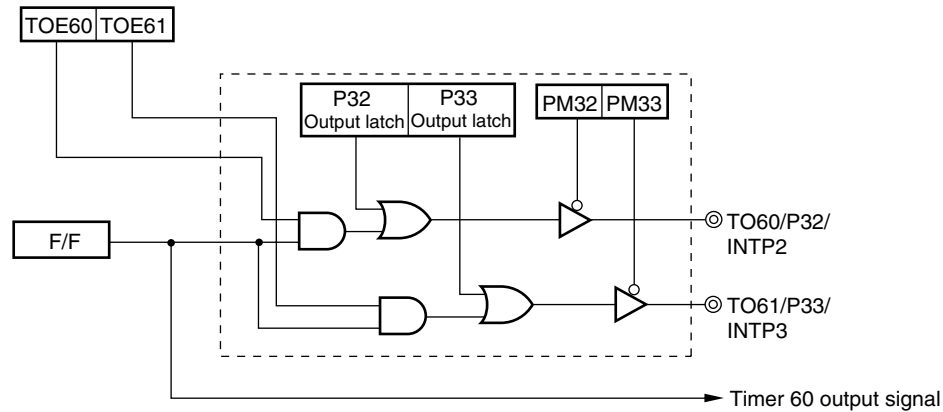 TOE60 TOE61
P32
Output latch
P33
Output latch
PM32 PM33
F/F
TO60/P32/
INTP2
TO61/P33/
INTP3
Timer 60 output signal